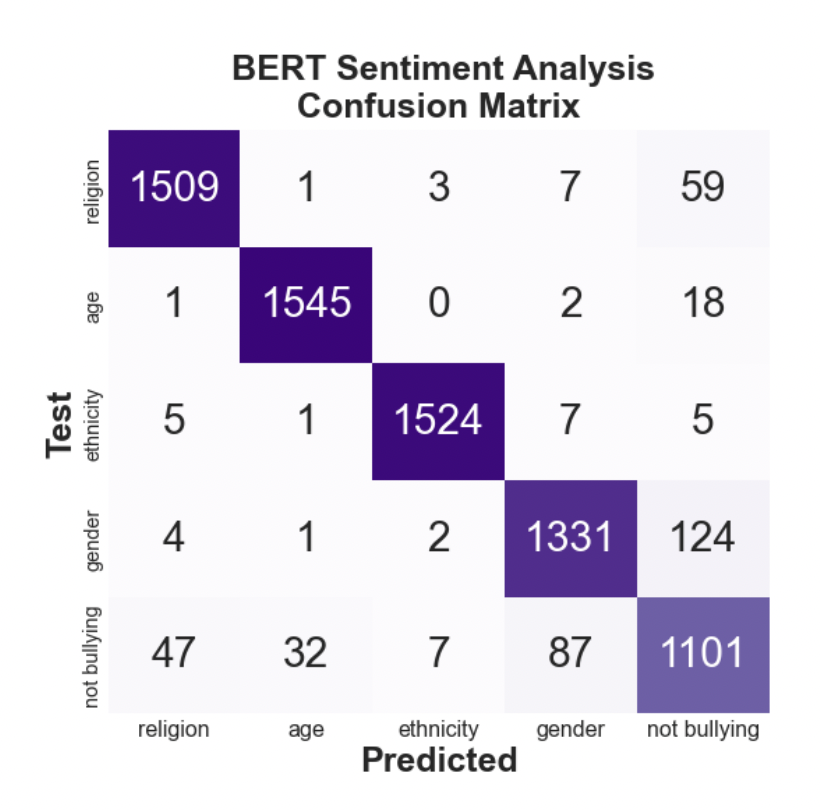 BERT Sentiment Analysis
Confusion Matrix
religion 1509 1 3 7 59
age 1 1545 0 2 18
Test
ethnicity 5 1 1524 7 5
gender 4 1 2 1331 124
not bullying 47 32 7 87 1101
religion age ethnicity gender not bullying
Predicted